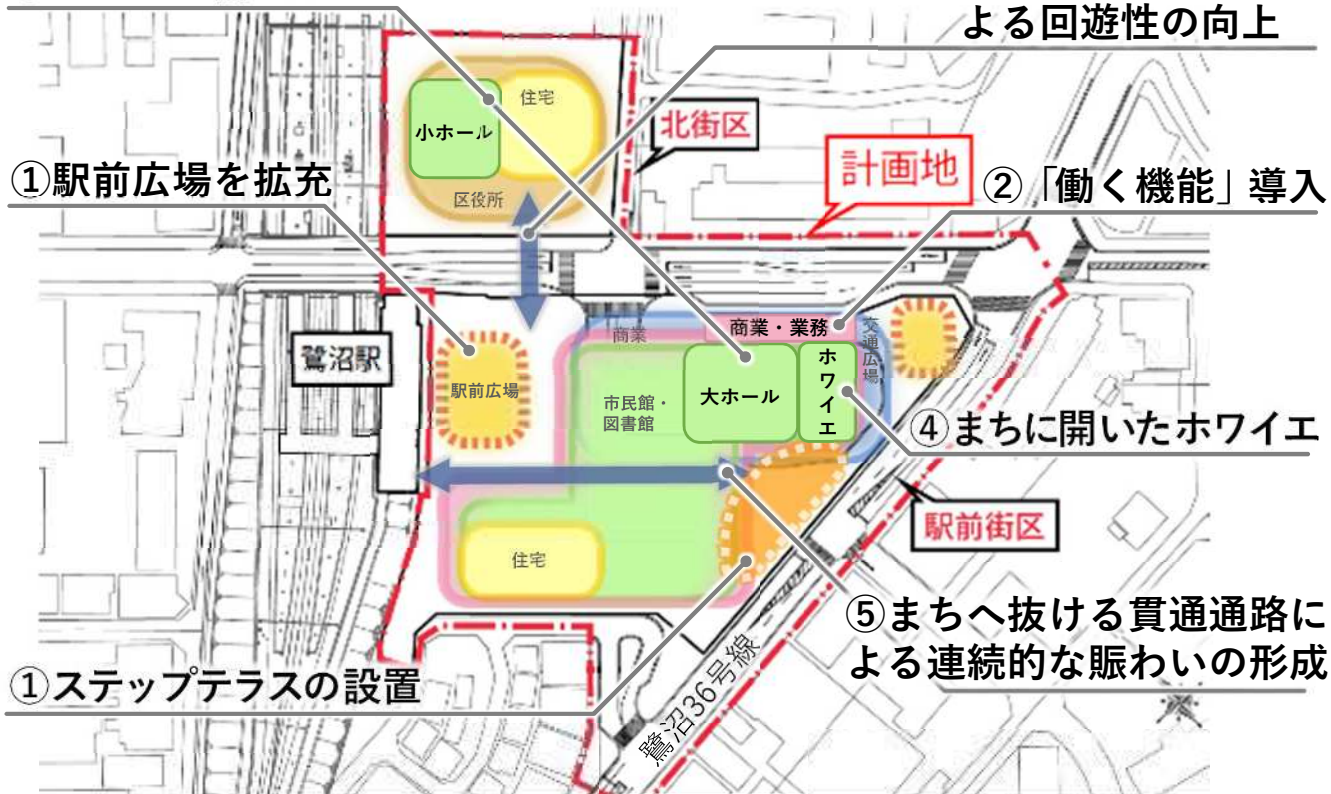 よる回遊性の向上
住宅
小ホール
北街区
区役所
計画地
①駅前広場を拡充
②「働く機能」導入
鷺沼駅
商業
商業・業務
交通広場
駅前広場
市民館・
図書館
大ホール
ホワイエ
④まちに開いたホワイエ
駅前街区
住宅
⑤まちへ抜ける貫通通路に
よる連続的な賑わいの形成
①ステップテラスの設置
鷺沼36号線